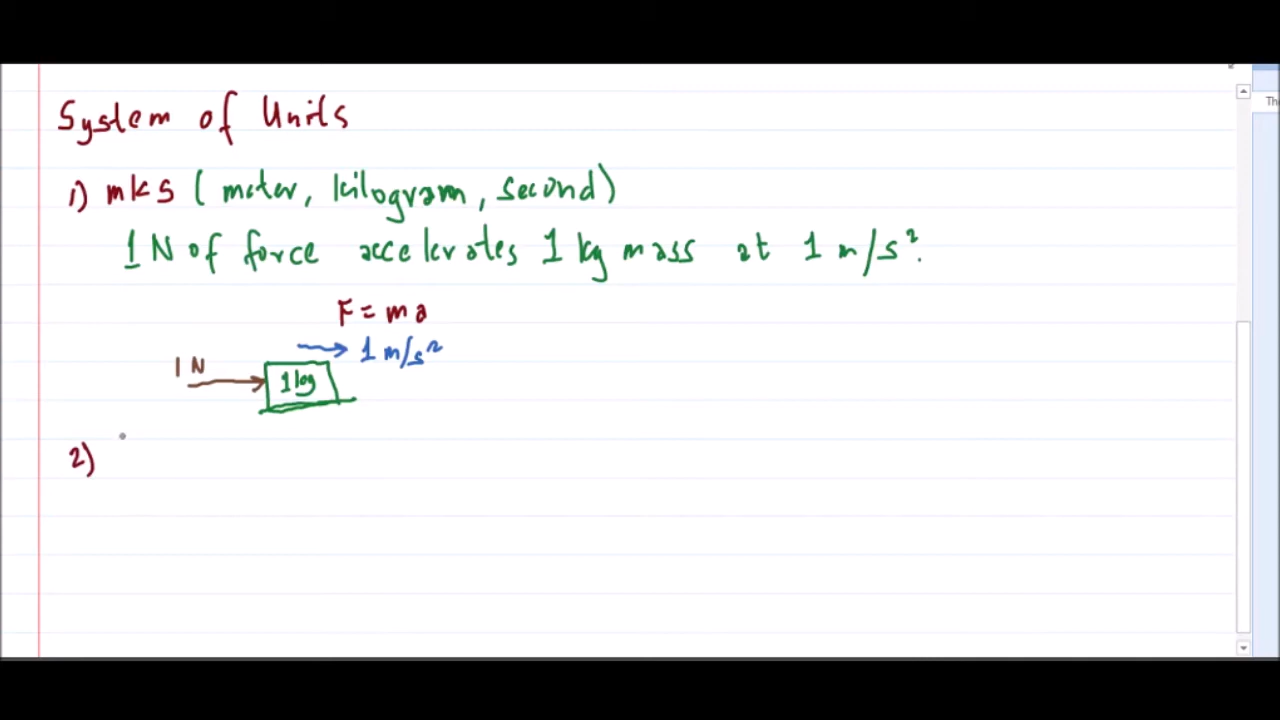 System of Units
1) mks (meter, kilogram, second)
1 N of force accelerates 1 kg mass at 1 m/s².
F = ma
1 m/s²
1 N
1 kg
2)